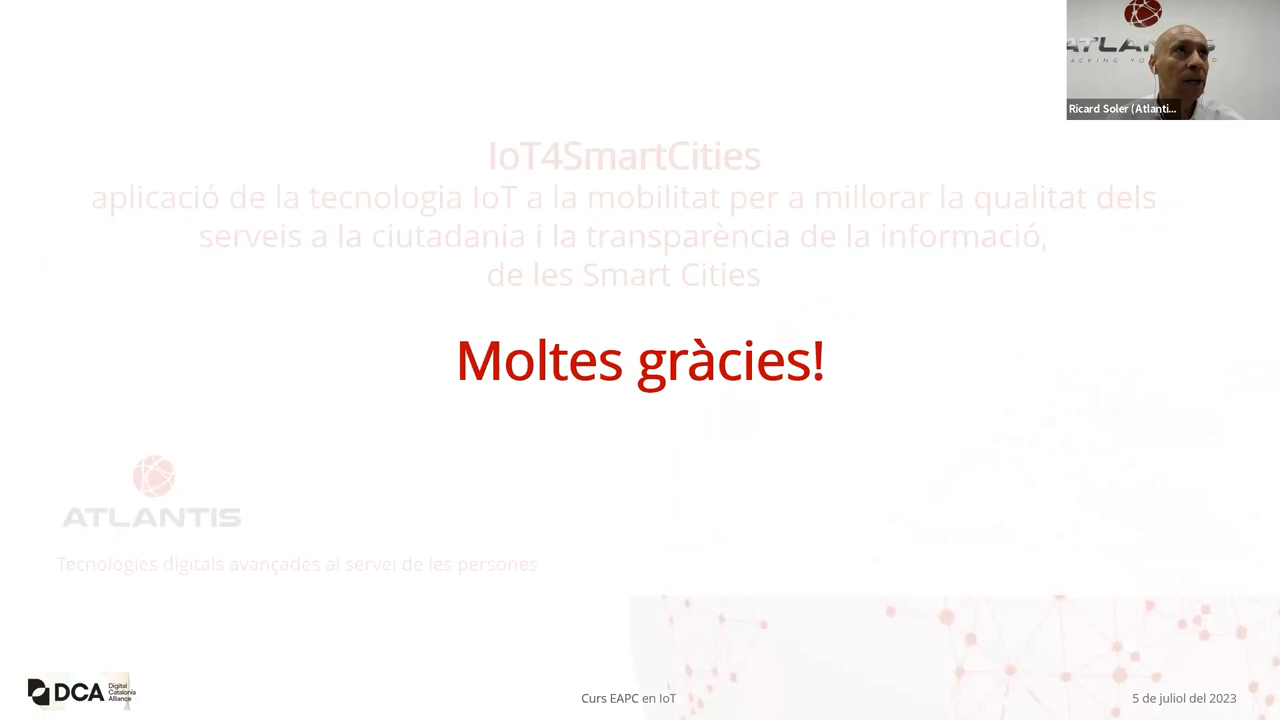 Ricard Soler (Atlanti...
IoT4SmartCities
aplicació de la tecnologia IoT a la mobilitat per a millorar la qualitat dels
serveis a la ciutadania i la transparència de la informació,
de les Smart Cities
Moltes gràcies!
ATLANTIS
Tecnologies digitals avançades al servei de les persones
DCA
Digital
Catalonia
Alliance
Curs EAPC en IoT
5 de juliol del 2023